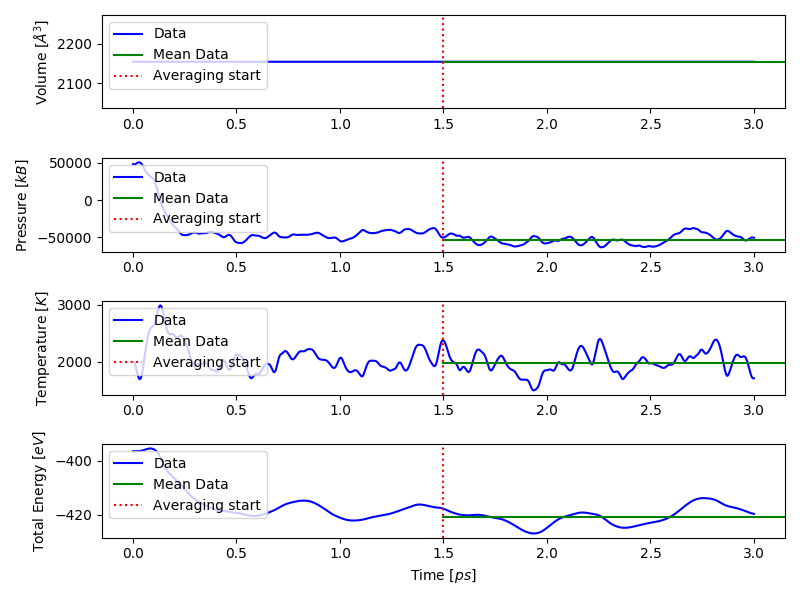 Volume [Å³]
2200
2100
Data
Mean Data
Averaging start
0.0 0.5 1.0 1.5 2.0 2.5 3.0
Pressure [kB]
50000
0
−50000
Data
Mean Data
Averaging start
0.0 0.5 1.0 1.5 2.0 2.5 3.0
Temperature [K]
3000
2000
Data
Mean Data
Averaging start
0.0 0.5 1.0 1.5 2.0 2.5 3.0
Total Energy [eV]
−400
−420
Data
Mean Data
Averaging start
0.0 0.5 1.0 1.5 2.0 2.5 3.0
Time [ps]